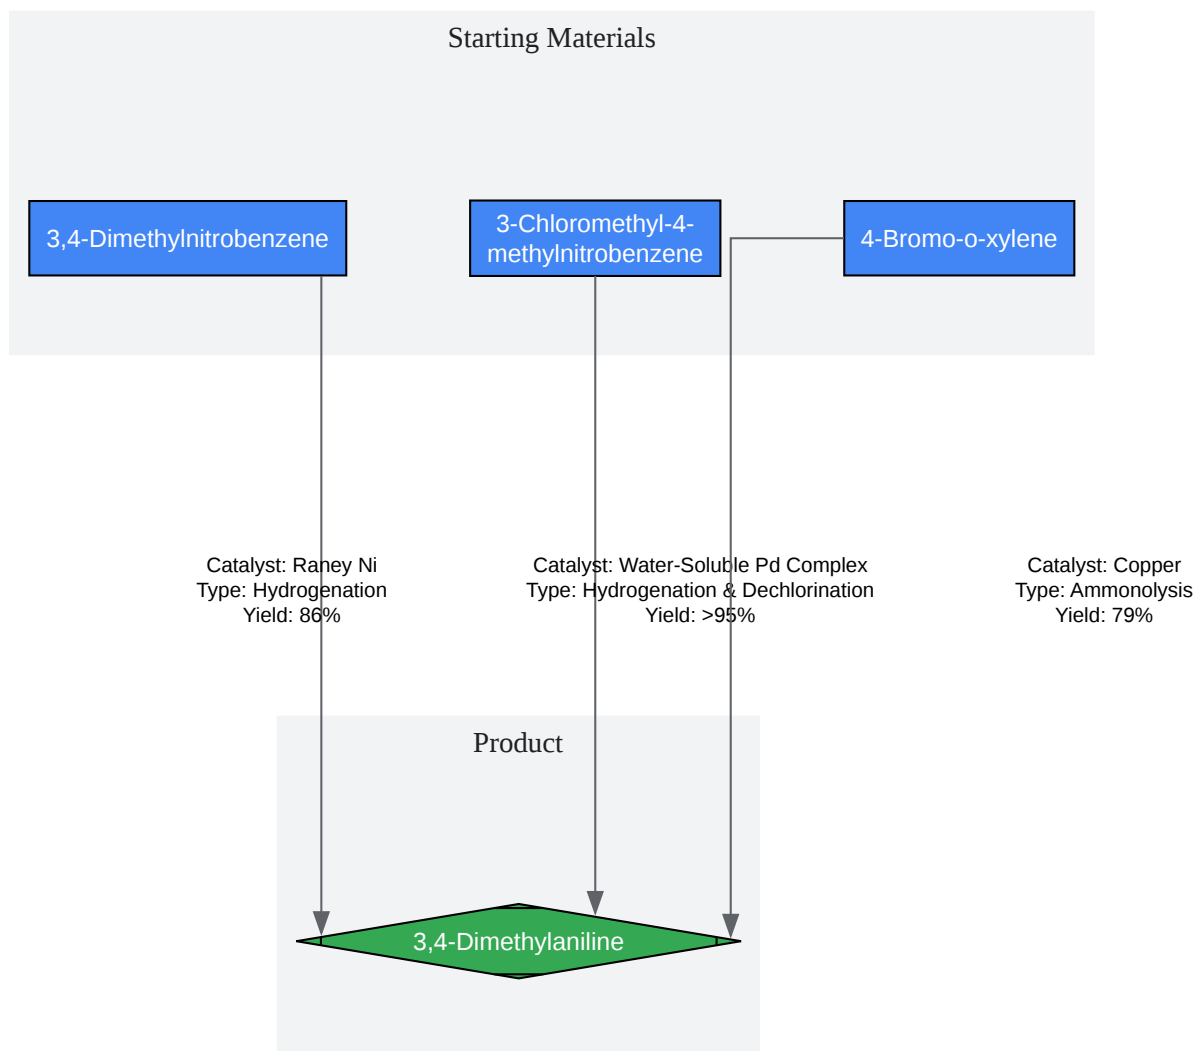 Starting Materials
3,4-Dimethylnitrobenzene
3-Chloromethyl-4-
methylnitrobenzene
4-Bromo-o-xylene
Catalyst: Raney Ni
Type: Hydrogenation
Yield: 86%
Catalyst: Water-Soluble Pd Complex
Type: Hydrogenation & Dechlorination
Yield: >95%
Catalyst: Copper
Type: Ammonolysis
Yield: 79%
Product
3,4-Dimethylaniline